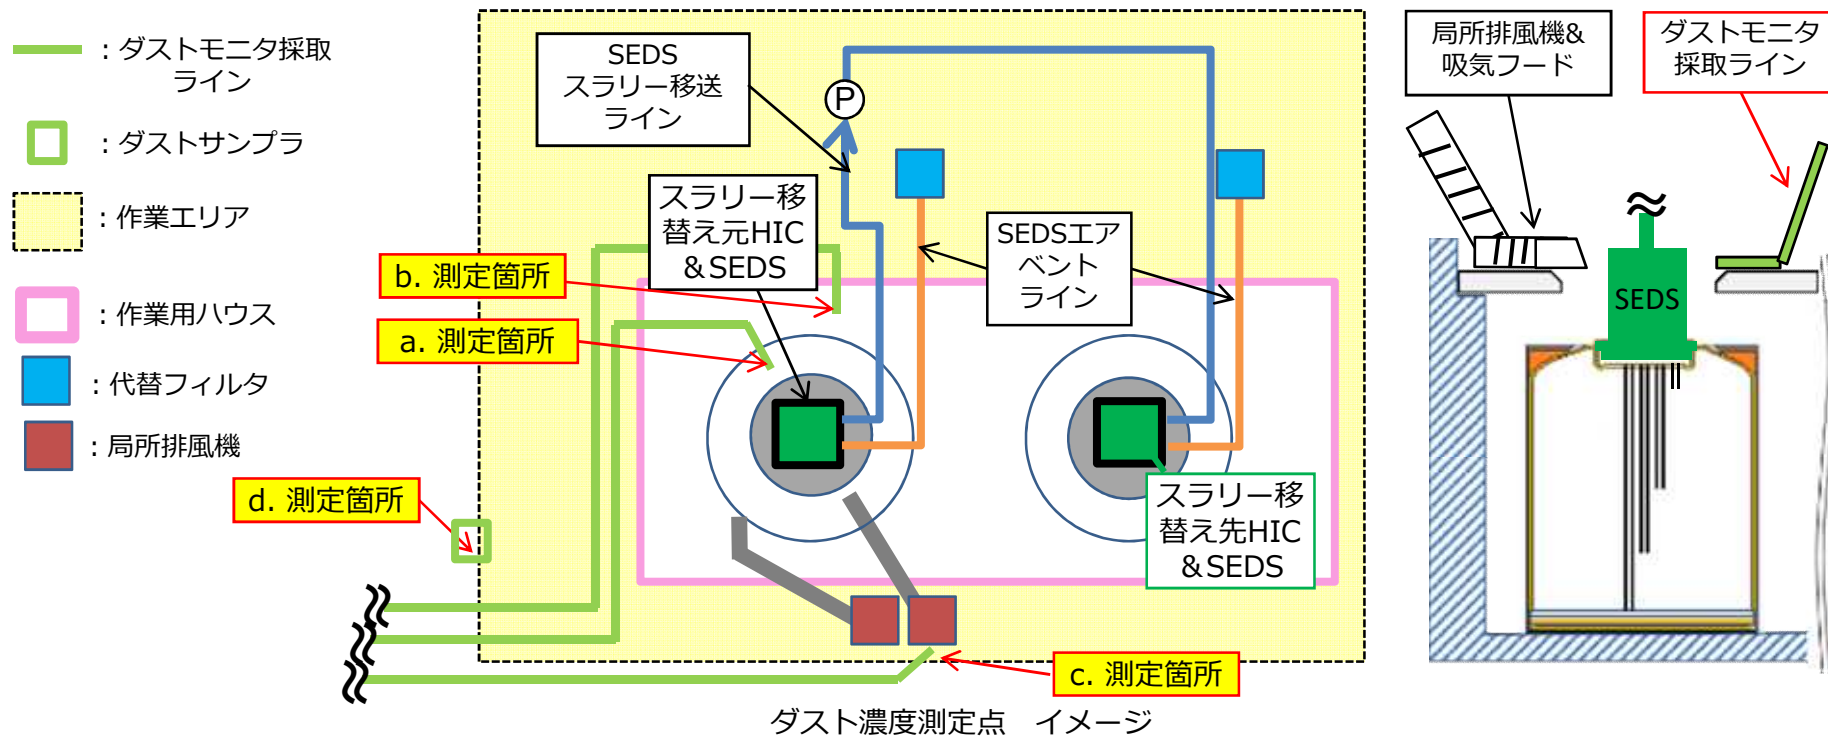 ：ダストモニタ採取
ライン
：ダストサンプラ
：作業エリア
：作業用ハウス
：代替フィルタ
：局所排風機
SEDS
スラリー移送
ライン
P
スラリー移
替え元HIC
＆SEDS
SEDSエア
ベント
ライン
b. 測定箇所
a. 測定箇所
d. 測定箇所
スラリー移
替え先HIC
＆SEDS
c. 測定箇所
ダスト濃度測定点　イメージ
局所排風機&
吸気フード
ダストモニタ
採取ライン
SEDS